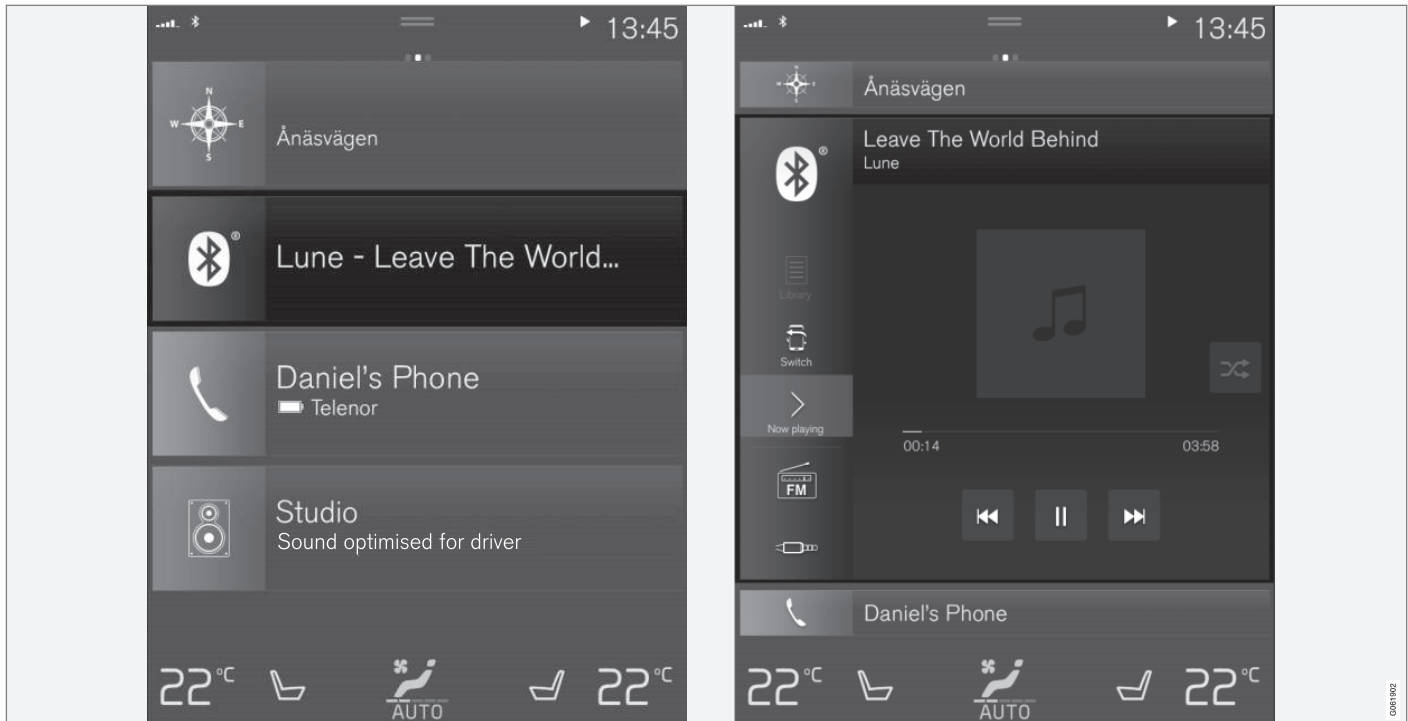 13:45
N
W E
S
Ånäsvägen
®
Lune - Leave The World...
Daniel's Phone
Telenor
Studio
Sound optimised for driver
22°C
AUTO
22°C
13:45
N
W E
S
Ånäsvägen
®
Leave The World Behind
Lune
Library
Switch
Now playing
00:14
03:58
FM
Daniel's Phone
22°C
AUTO
22°C
G061902